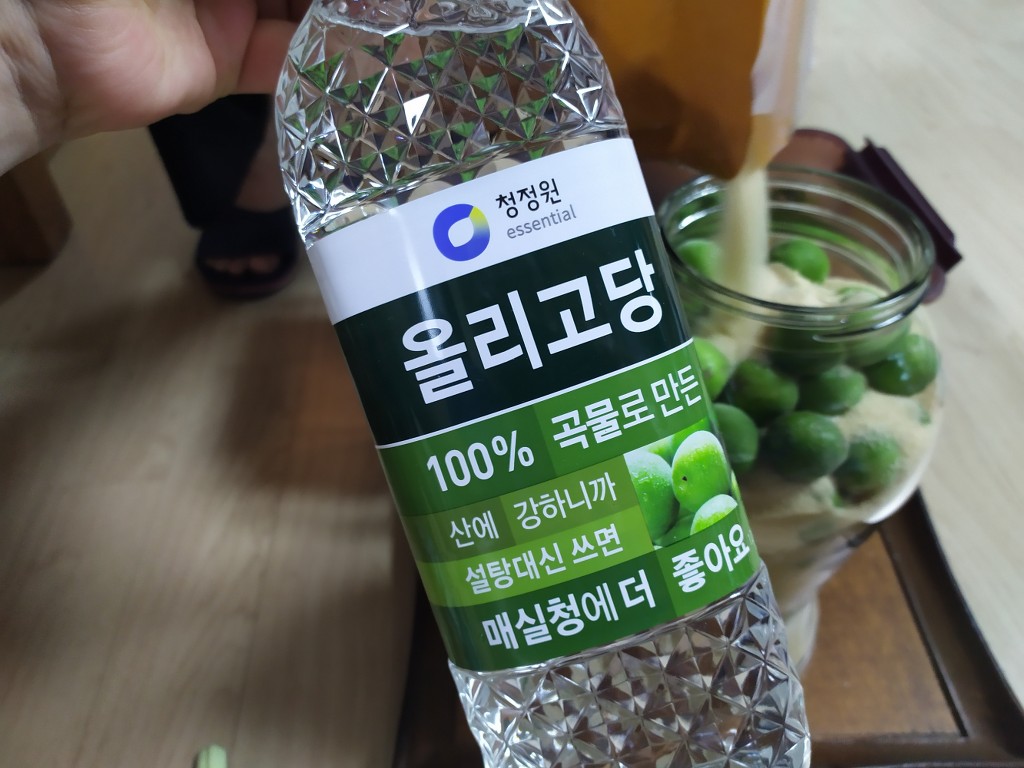 청정원
essential
올리고당
100% 곡물로 만든
산에 강하니까
설탕대신 쓰면
매실청에 더 좋아요